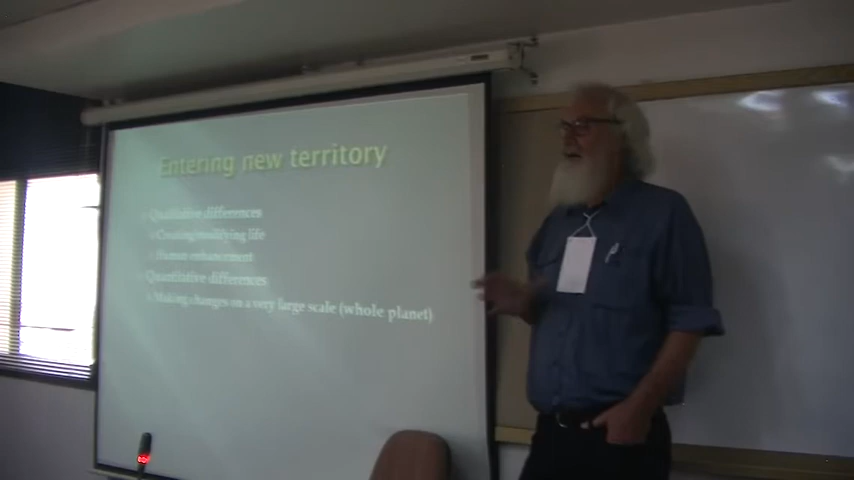 Entering new territory
Qualitative differences
Creating/modifying life
Human enhancement
Quantitative differences
Making changes on a very large scale (whole planet)